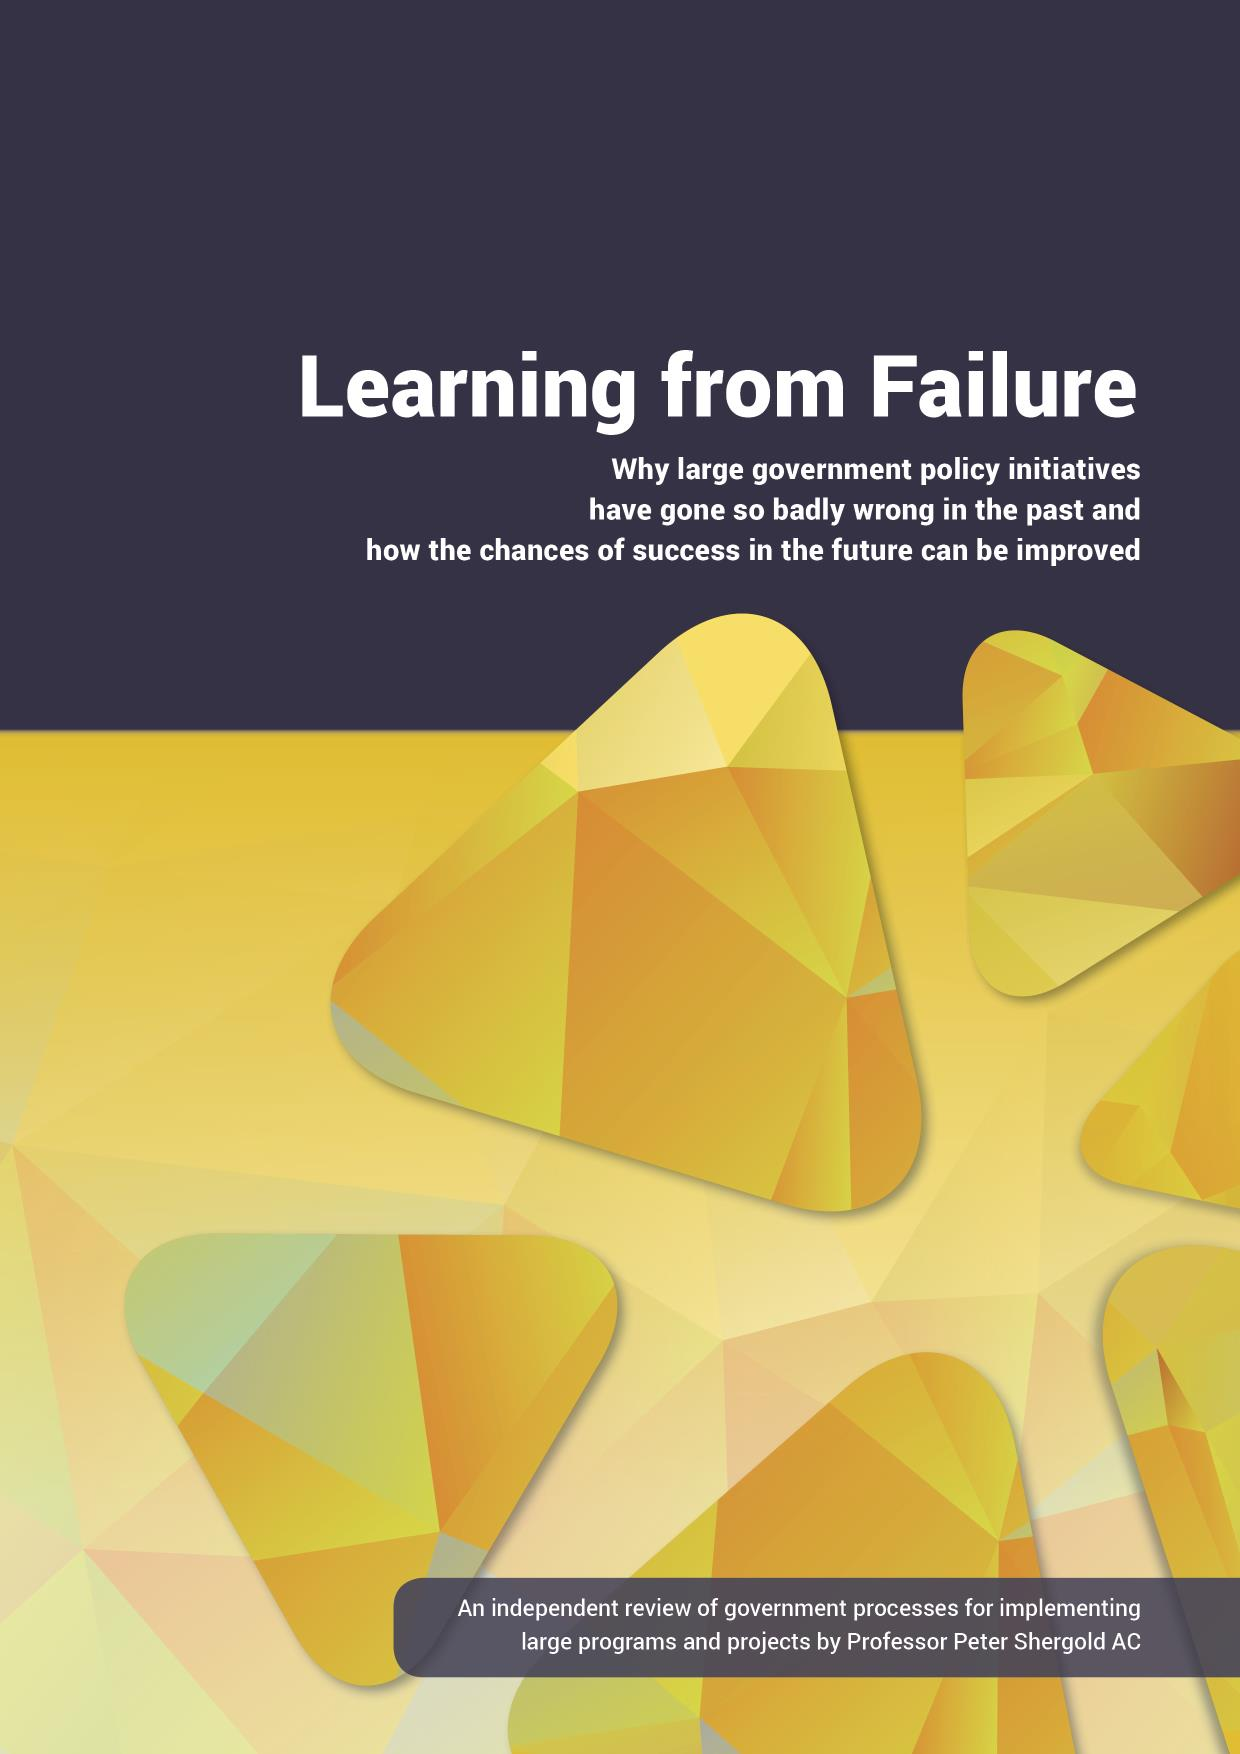 Learning from Failure
Why large government policy initiatives
have gone so badly wrong in the past and
how the chances of success in the future can be improved
An independent review of government processes for implementing
large programs and projects by Professor Peter Shergold AC